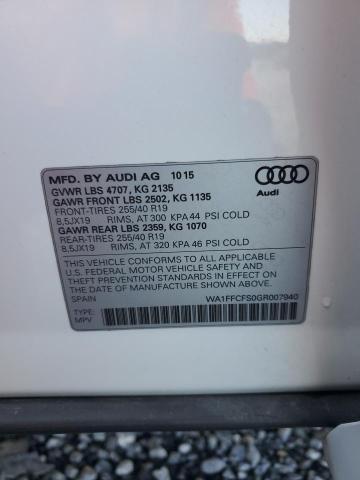 MFD. BY AUDI AG 10 15
GVWR LBS 4707, KG 2135
GAWR FRONT LBS 2502, KG 1135
FRONT-TIRES 255/40 R19
8,5JX19 RIMS, AT 300 KPA 44 PSI COLD
GAWR REAR LBS 2359, KG 1070
REAR-TIRES 255/40 R19
8,5JX19 RIMS, AT 320 KPA 46 PSI COLD
Audi
THIS VEHICLE CONFORMS TO ALL APPLICABLE
U.S. FEDERAL MOTOR VEHICLE SAFETY AND
THEFT PREVENTION STANDARDS IN EFFECT ON
THE DATE OF MANUFACTURE SHOWN ABOVE.
SPAIN WA1FFCFS0GR007940
TYPE:
MPV